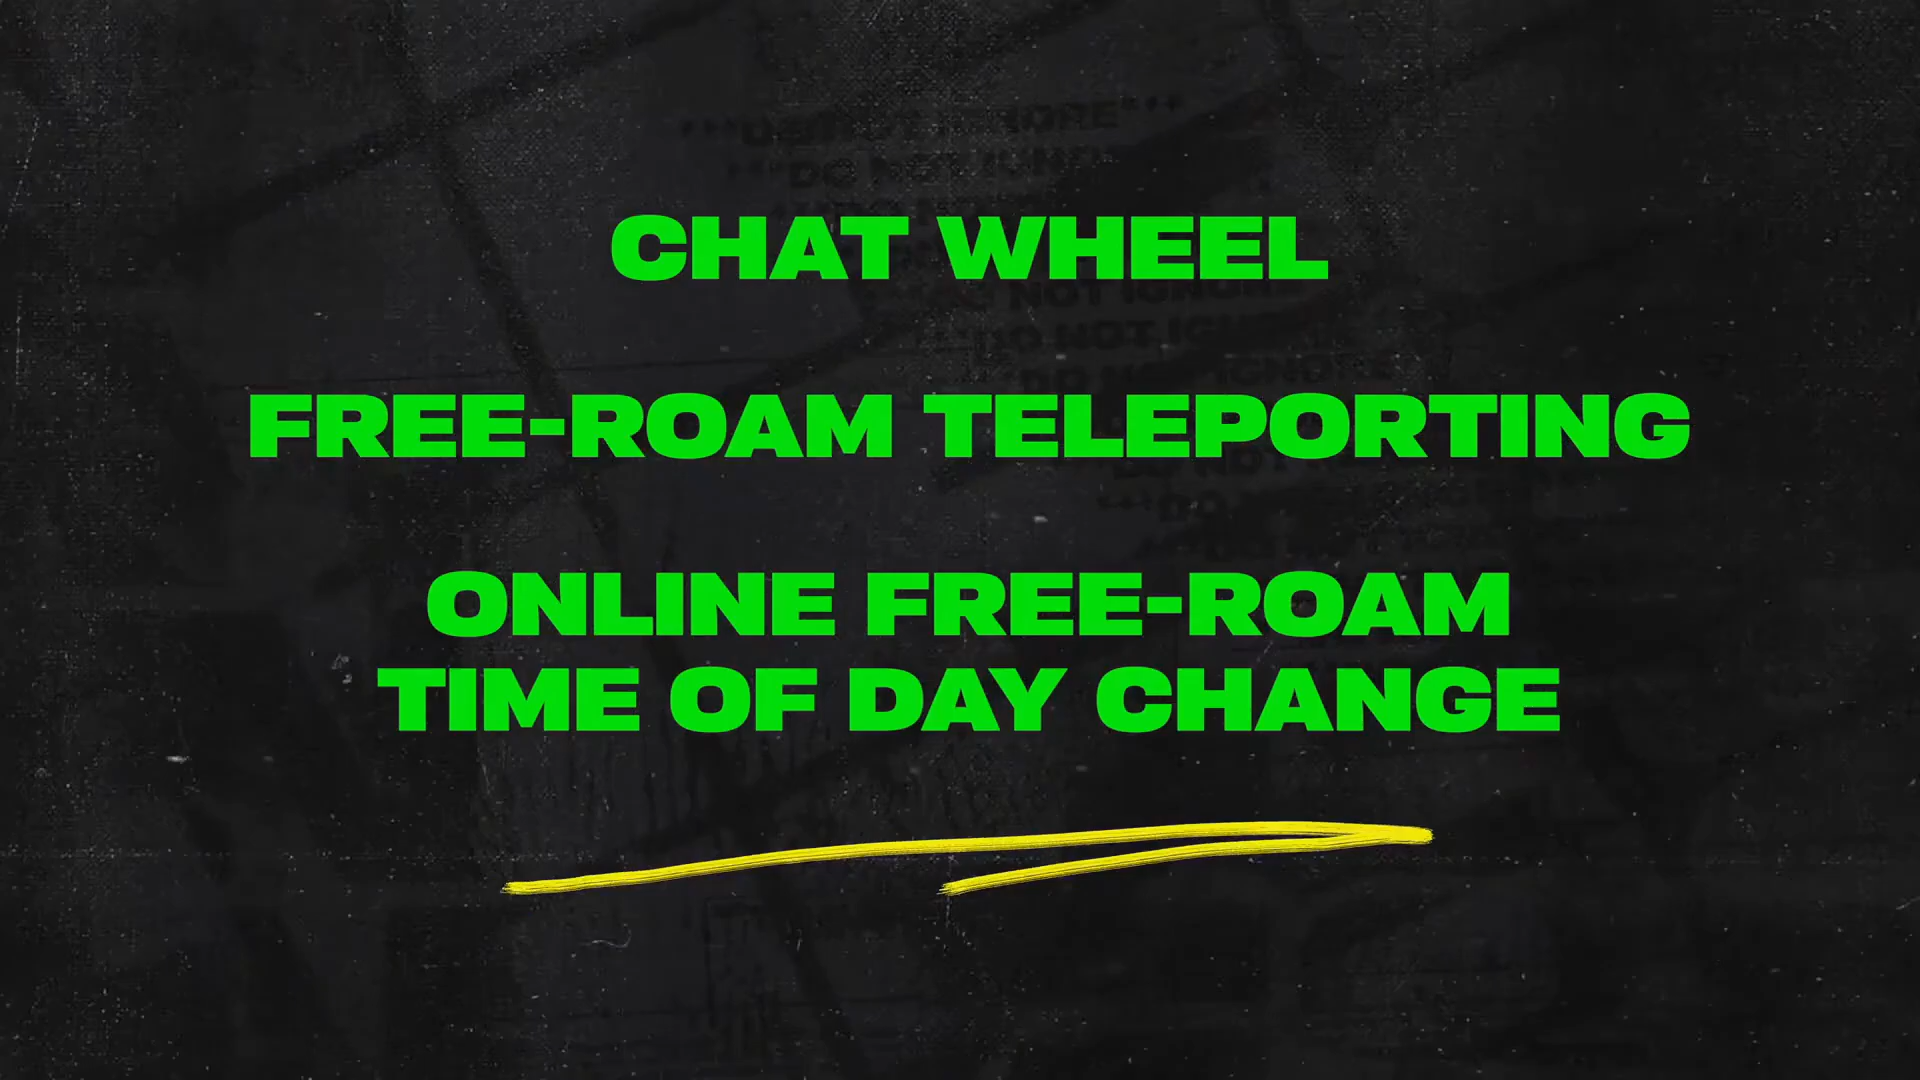 CHAT WHEEL
FREE-ROAM TELEPORTING
ONLINE FREE-ROAM
TIME OF DAY CHANGE